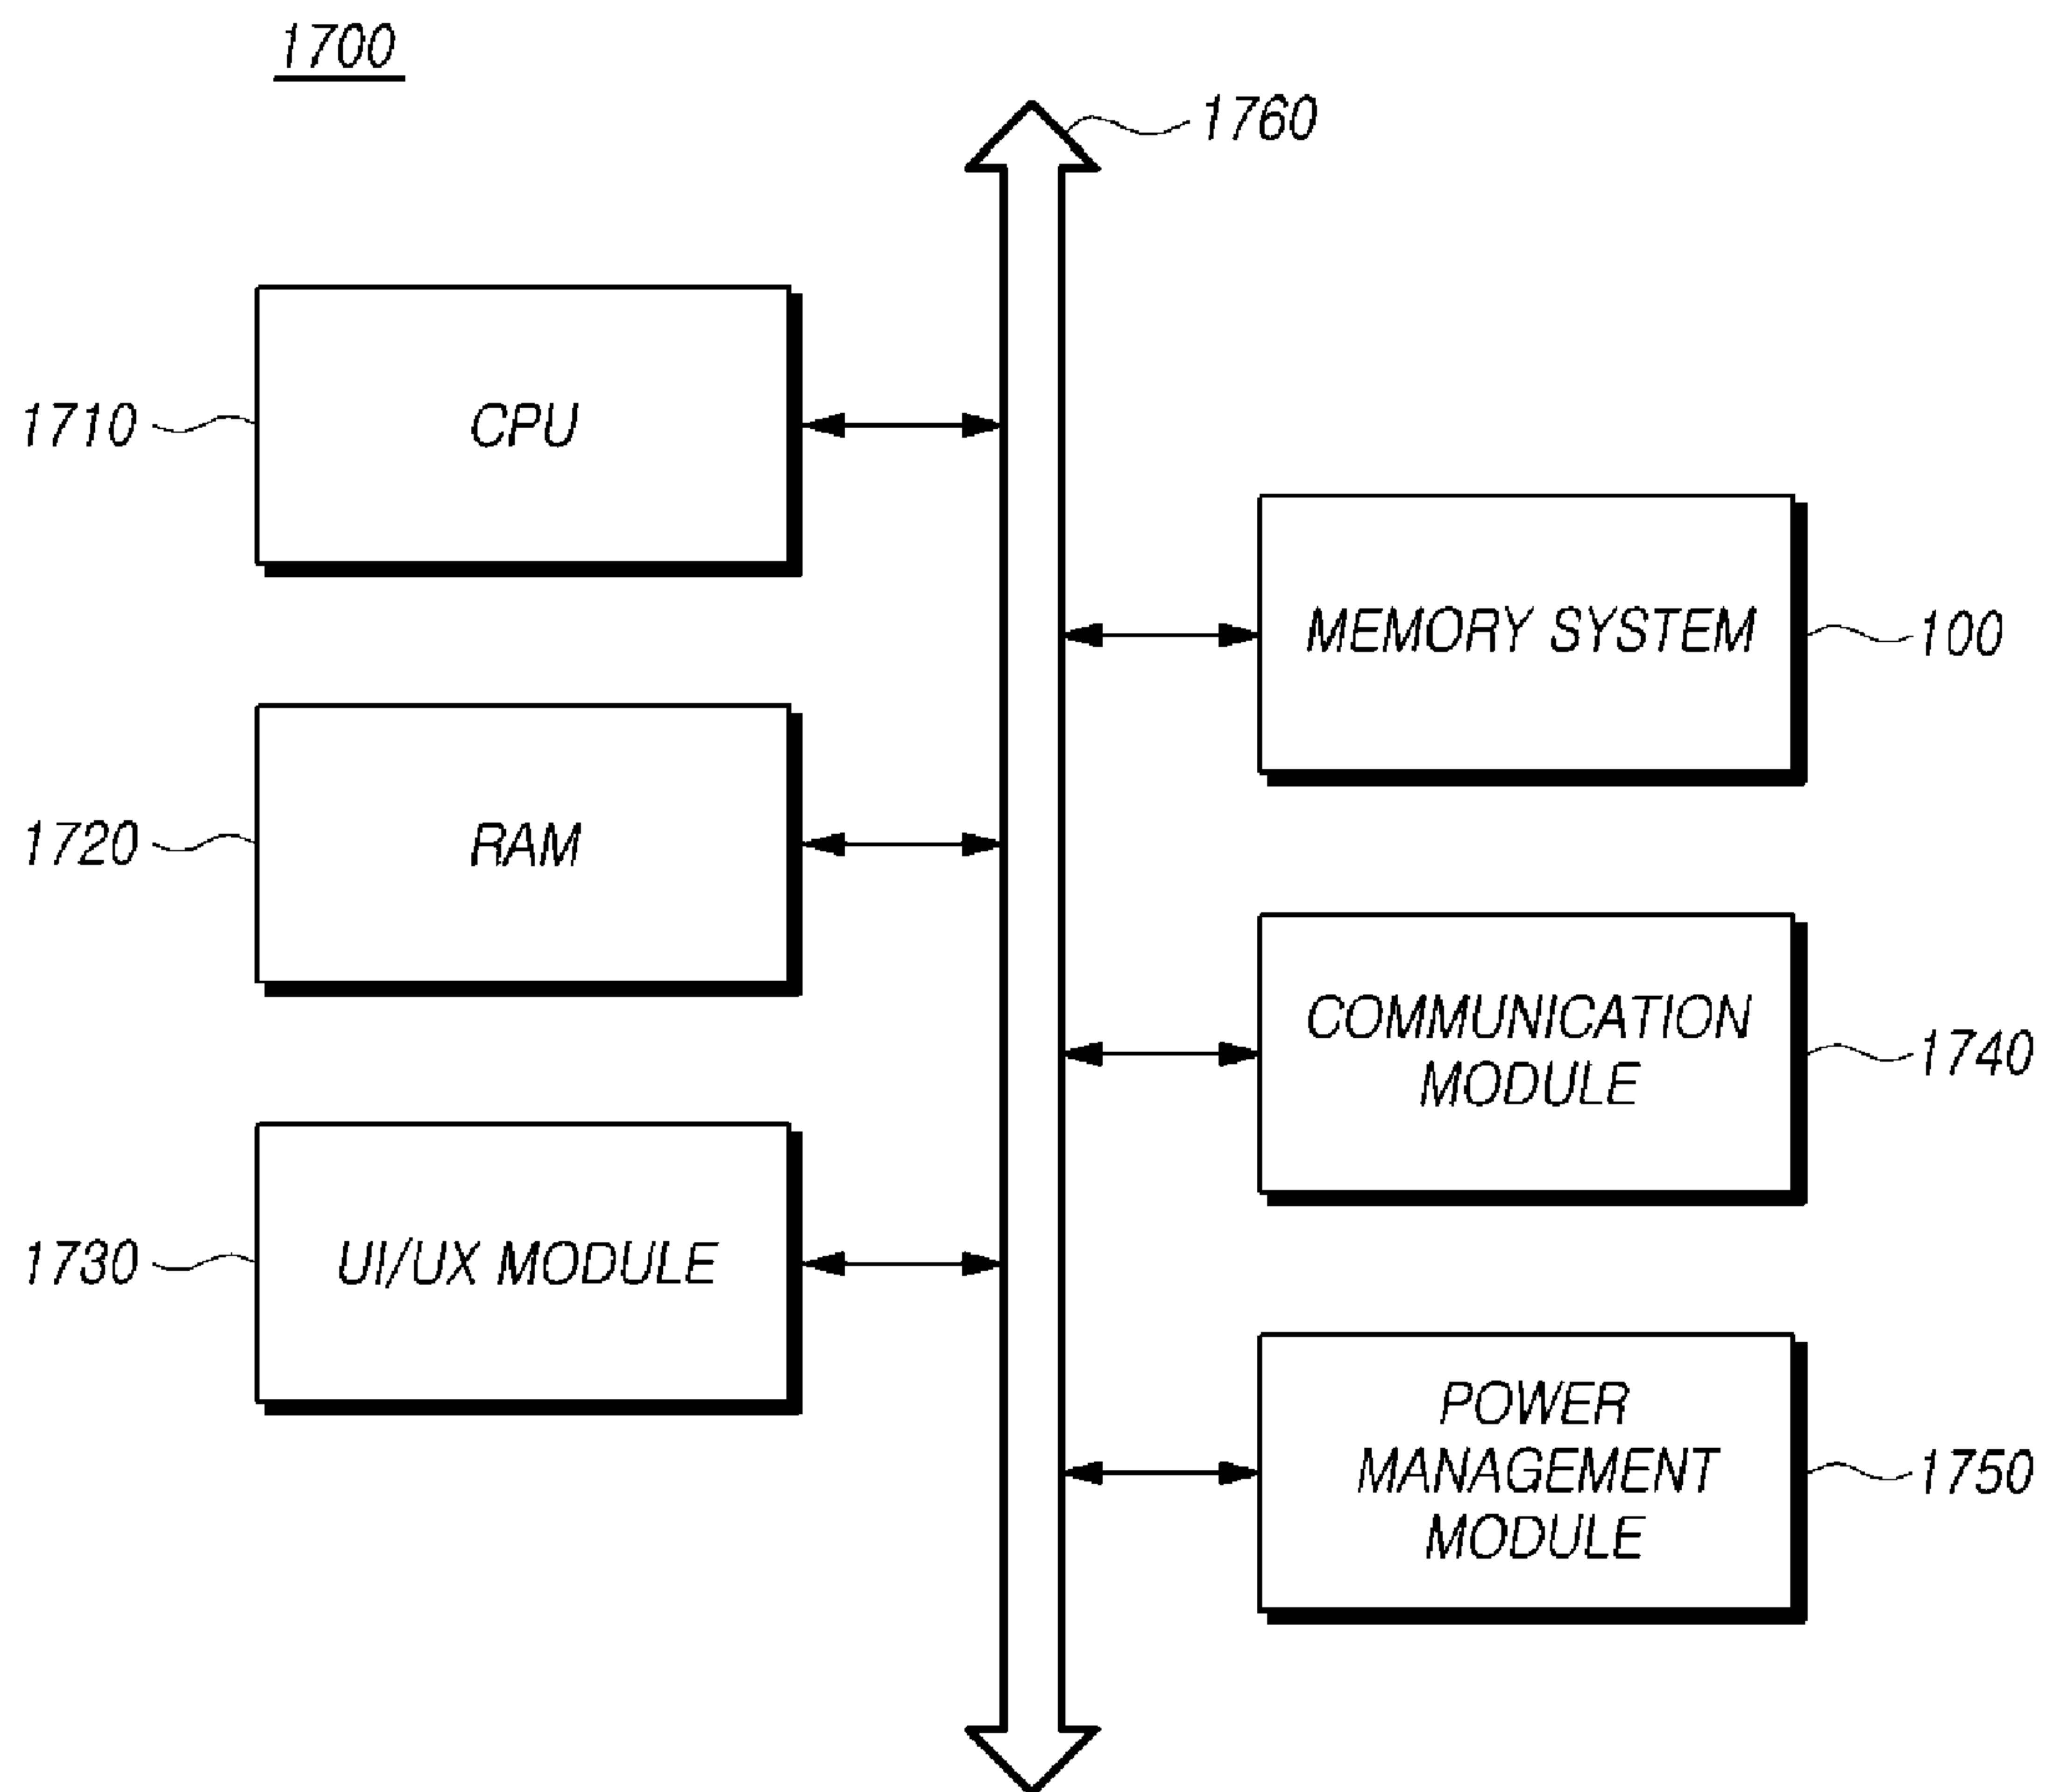 1700
1760
1710
CPU
MEMORY SYSTEM
100
1720
RAM
COMMUNICATION
MODULE
1740
1730
UI/UX MODULE
POWER
MANAGEMENT
MODULE
1750